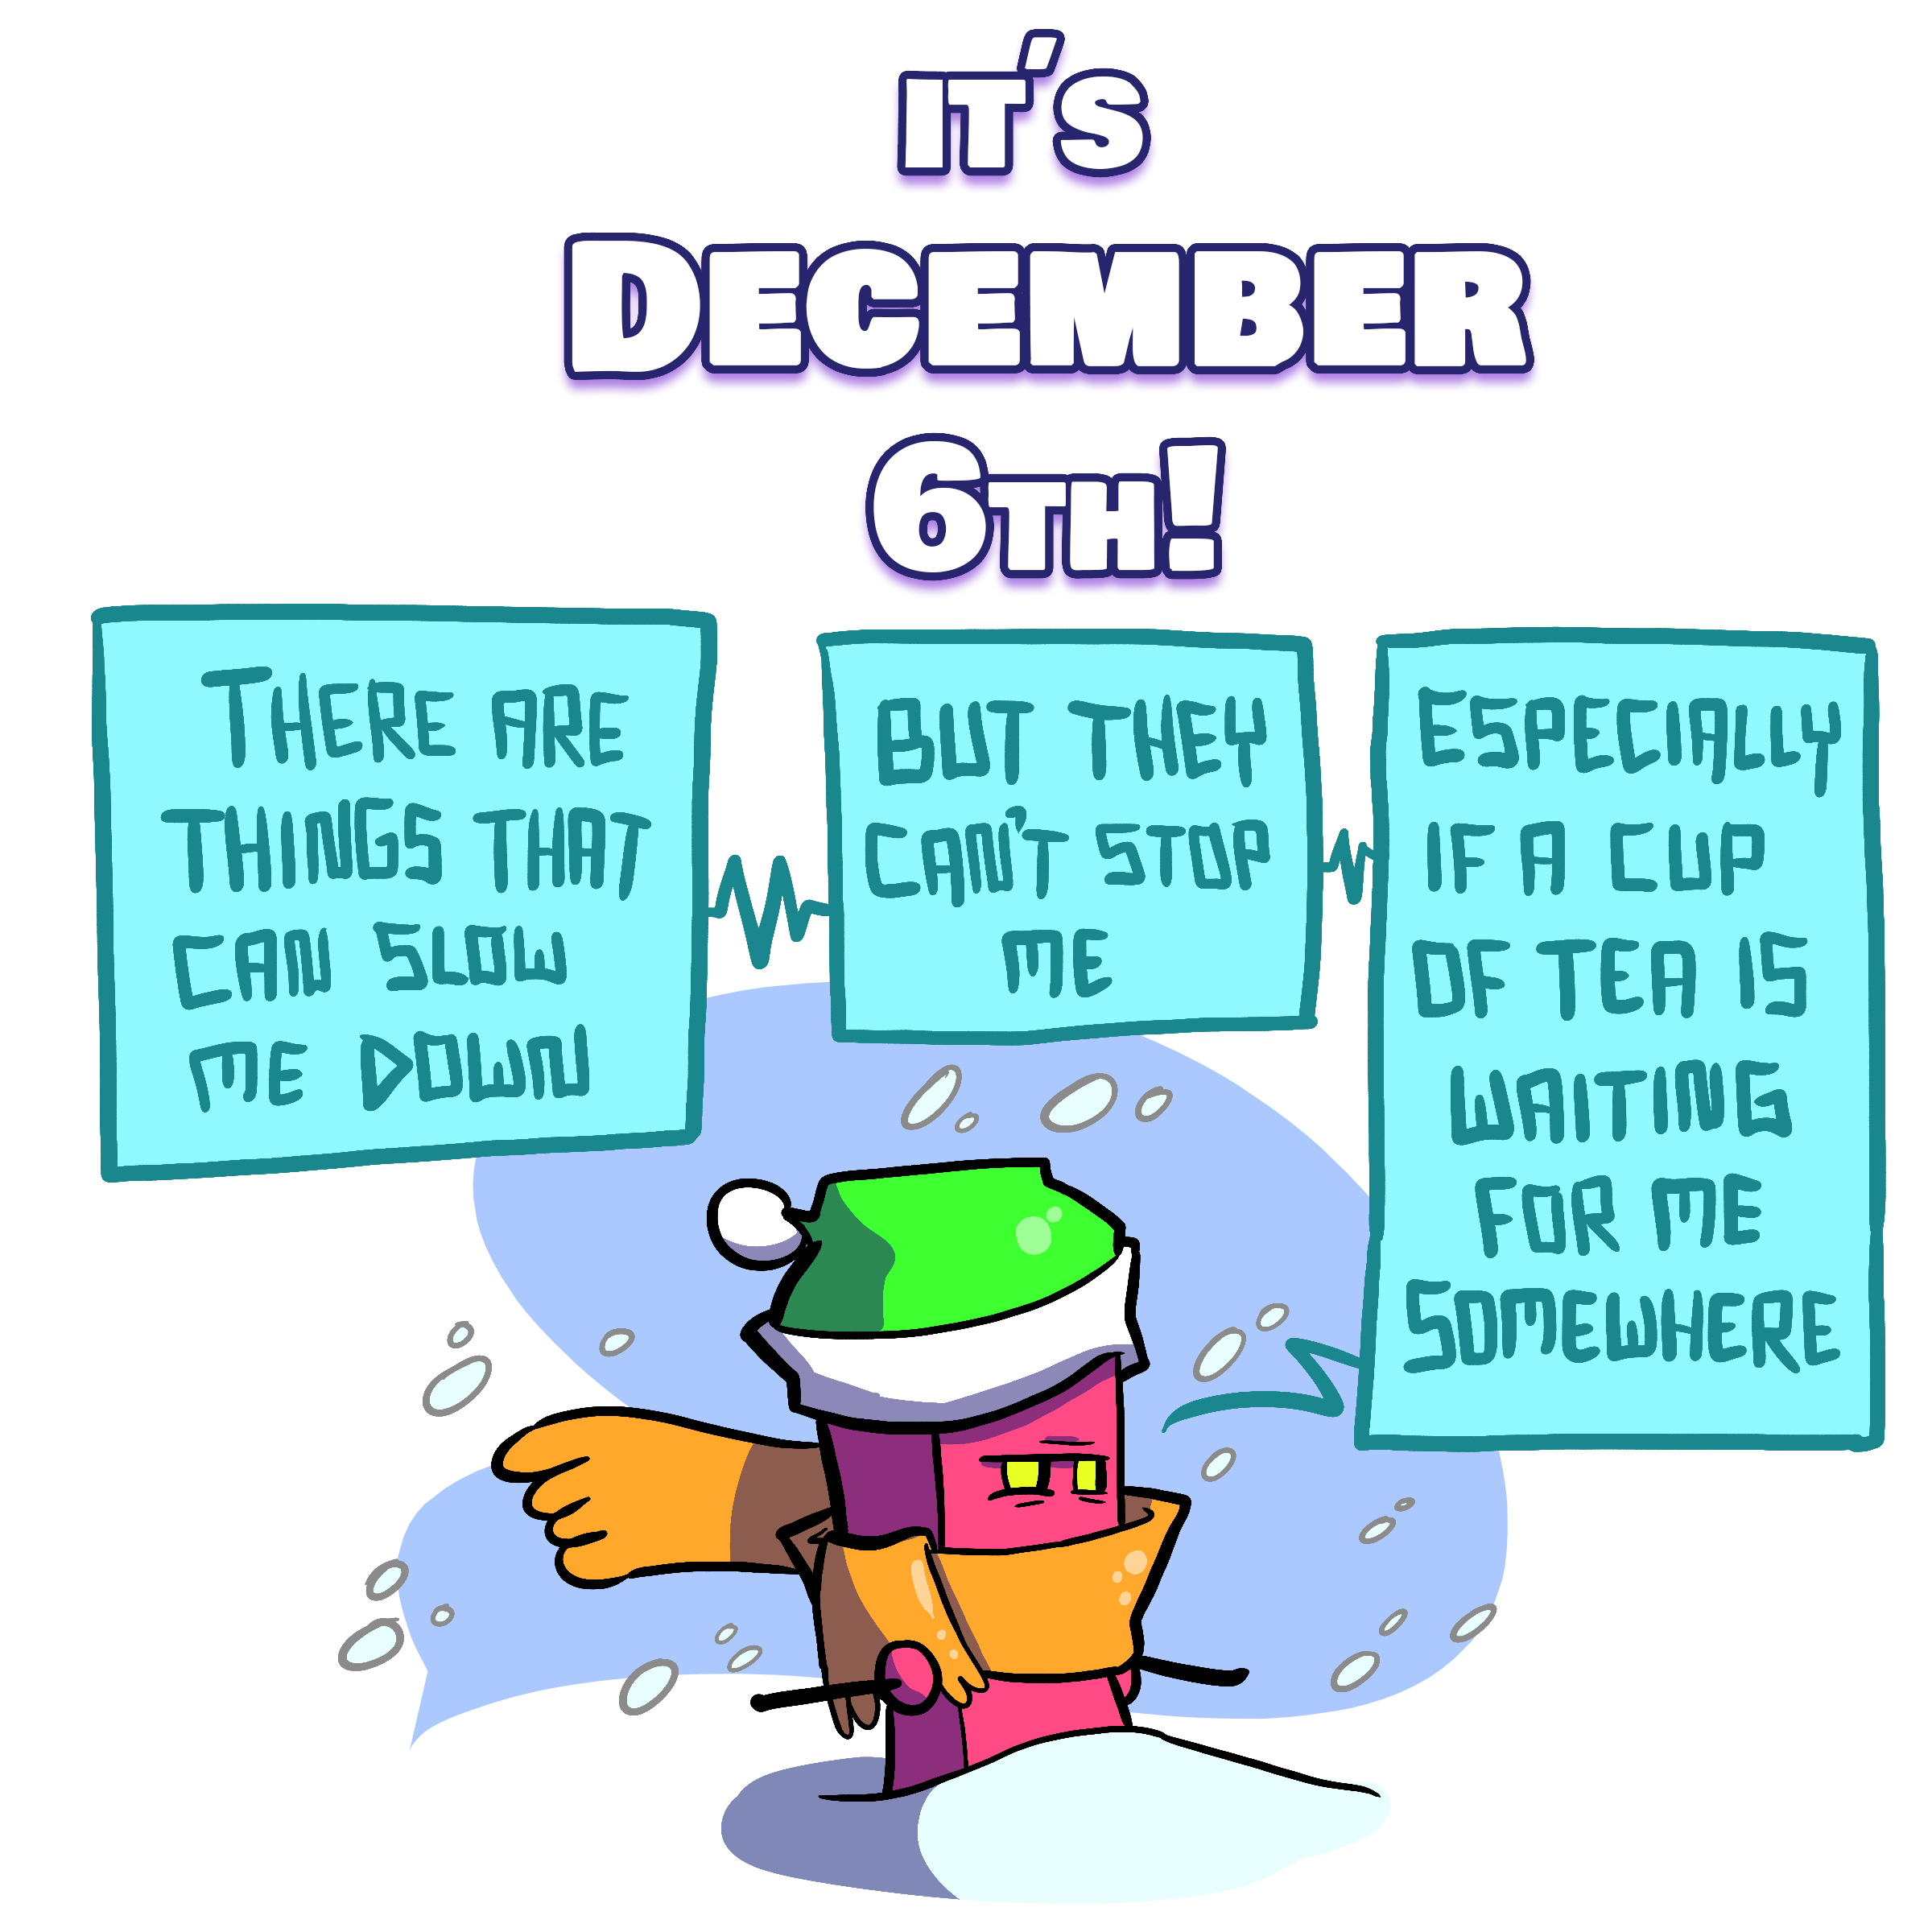 IT'S
DECEMBER
6TH!
THERE ARE
THINGS THAT
CAN SLOW
ME DOWN
BUT THEY
CAN'T STOP
ME
ESPECIALLY
IF A CUP
OF TEA IS
WAITING
FOR ME
SOMEWHERE